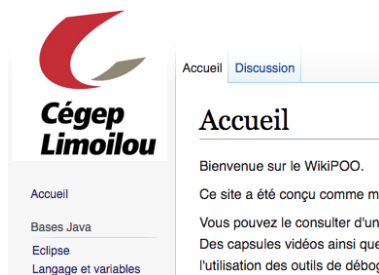 Cégep
Limoilou
Accueil
Bases Java
Eclipse
Langage et variables
Accueil Discussion
Accueil
Bienvenue sur le WikiPOO.
Ce site a été conçu comme
Vous pouvez le consulter d'un
Des capsules vidéos ainsi que
l'utilisation des outils de